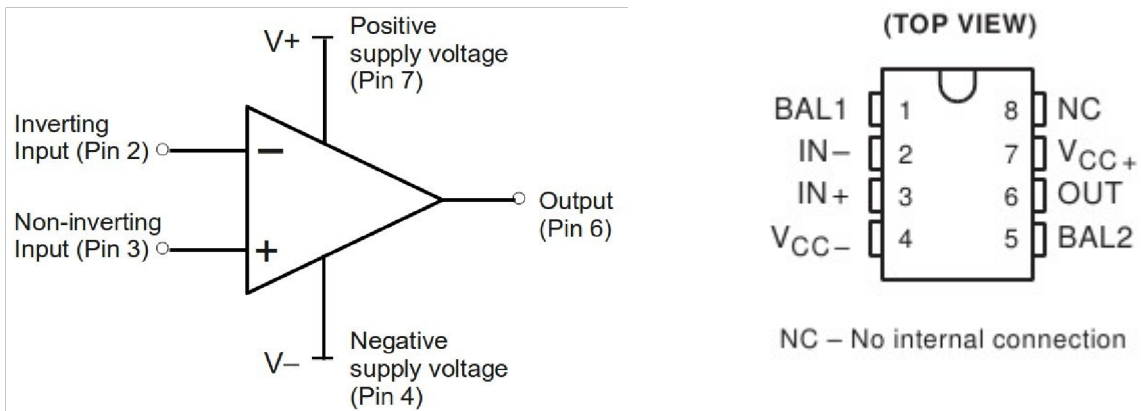 V+
Positive
supply voltage
(Pin 7)
Inverting
Input (Pin 2)
−
Non-inverting
Input (Pin 3)
+
Output
(Pin 6)
V–
Negative
supply voltage
(Pin 4)
(TOP VIEW)
BAL1 1 8 NC
IN− 2 7 VCC+
IN+ 3 6 OUT
VCC− 4 5 BAL2
NC – No internal connection